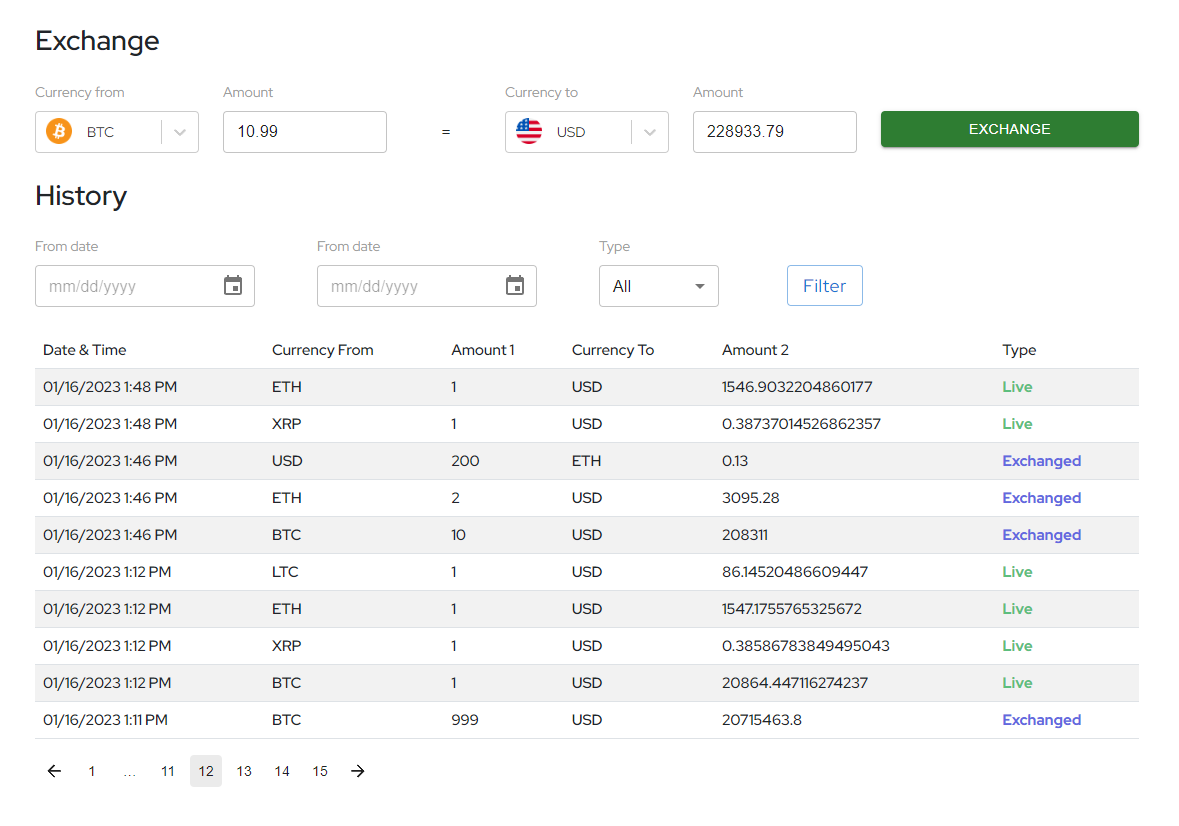 Exchange
Currency from Amount Currency to Amount
BTC 10.99 = USD 228933.79 EXCHANGE
History
From date From date Type
mm/dd/yyyy mm/dd/yyyy All Filter
Date & Time Currency From Amount 1 Currency To Amount 2 Type
01/16/2023 1:48 PM ETH 1 USD 1546.9032204860177 Live
01/16/2023 1:48 PM XRP 1 USD 0.38737014526862357 Live
01/16/2023 1:46 PM USD 200 ETH 0.13 Exchanged
01/16/2023 1:46 PM ETH 2 USD 3095.28 Exchanged
01/16/2023 1:46 PM BTC 10 USD 208311 Exchanged
01/16/2023 1:12 PM LTC 1 USD 86.14520486609447 Live
01/16/2023 1:12 PM ETH 1 USD 1547.1755765325672 Live
01/16/2023 1:12 PM XRP 1 USD 0.38586783849495043 Live
01/16/2023 1:12 PM BTC 1 USD 20864.447116274237 Live
01/16/2023 1:11 PM BTC 999 USD 20715463.8 Exchanged
← 1 ... 11 12 13 14 15 →